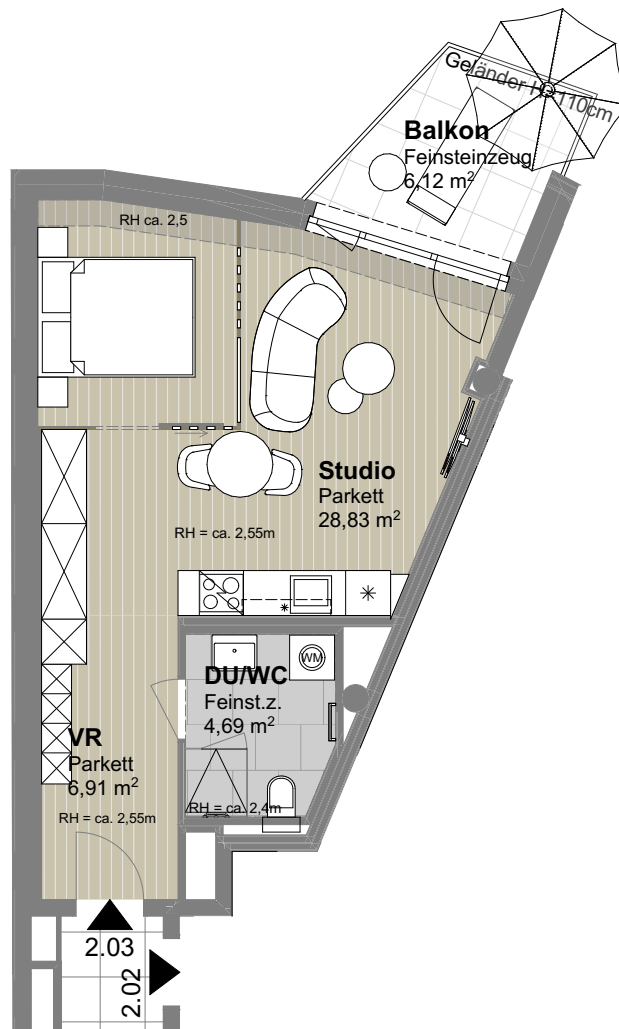 Geländer H= 110cm
Balkon
Feinsteinzeug
6,12 m²
RH ca. 2,5
Studio
Parkett
28,83 m²
RH = ca. 2,55m
WM
DU/WC
Feinst.z.
4,69 m²
VR
Parkett
6,91 m²
RH = ca. 2,4m
RH = ca. 2,55m
2.03
2.02